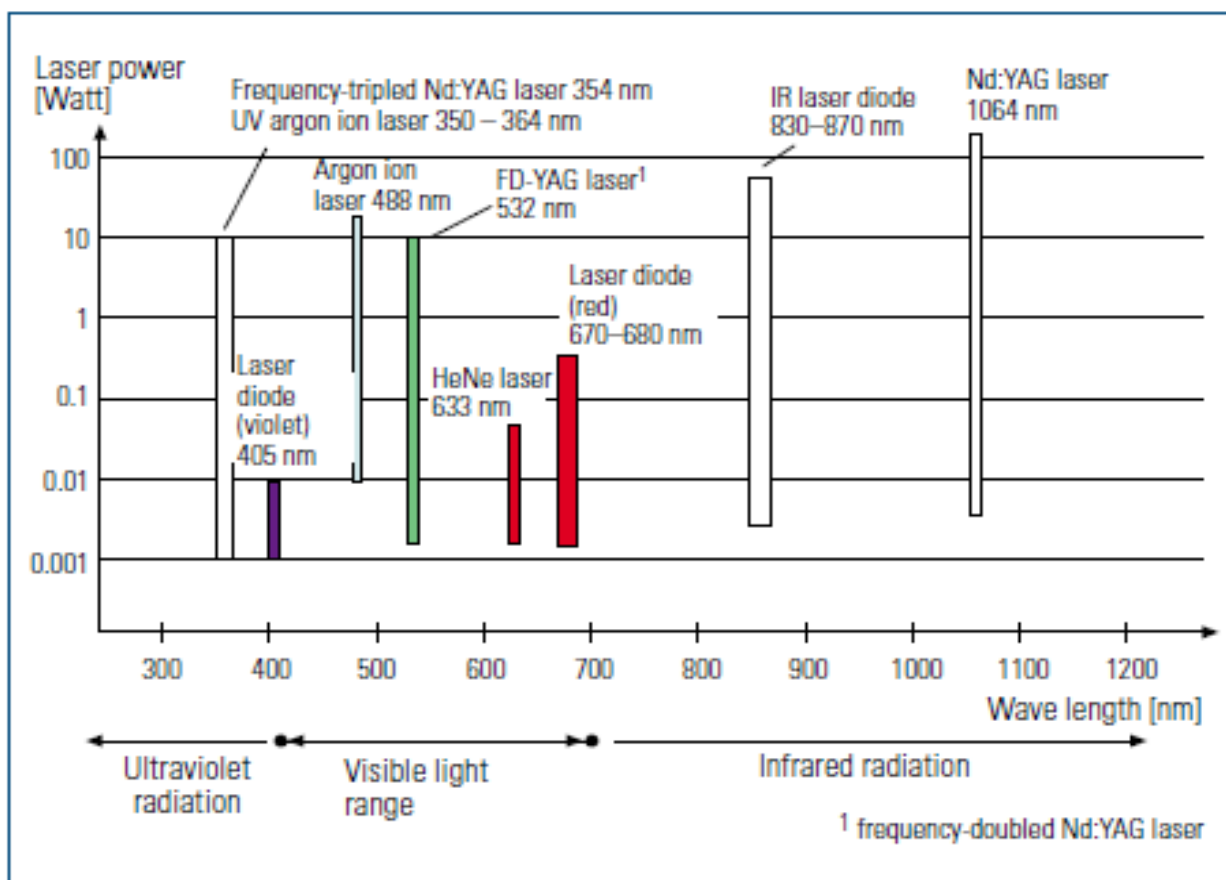 Laser power
[Watt]
Frequency-tripled Nd:YAG laser 354 nm
UV argon ion laser 350 – 364 nm
IR laser diode
830–870 nm
Nd:YAG laser
1064 nm
Argon ion
laser 488 nm
FD-YAG laser¹
532 nm
Laser diode
(red)
670–680 nm
Laser
diode
(violet)
405 nm
HeNe laser
633 nm
100
10
1
0.1
0.01
0.001
300 400 500 600 700 800 900 1000 1100 1200
Wave length [nm]
Ultraviolet
radiation
Visible light
range
Infrared radiation
¹ frequency-doubled Nd:YAG laser